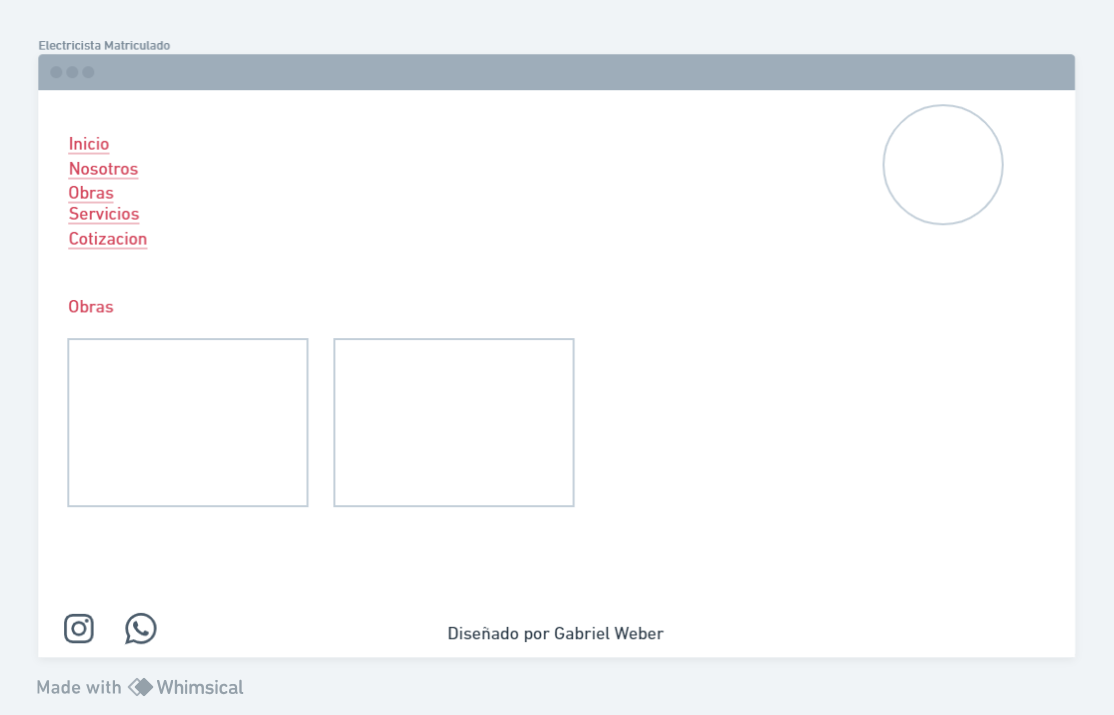 Electricista Matriculado
Inicio
Nosotros
Obras
Servicios
Cotizacion
Obras
Diseñado por Gabriel Weber
Made with Whimsical